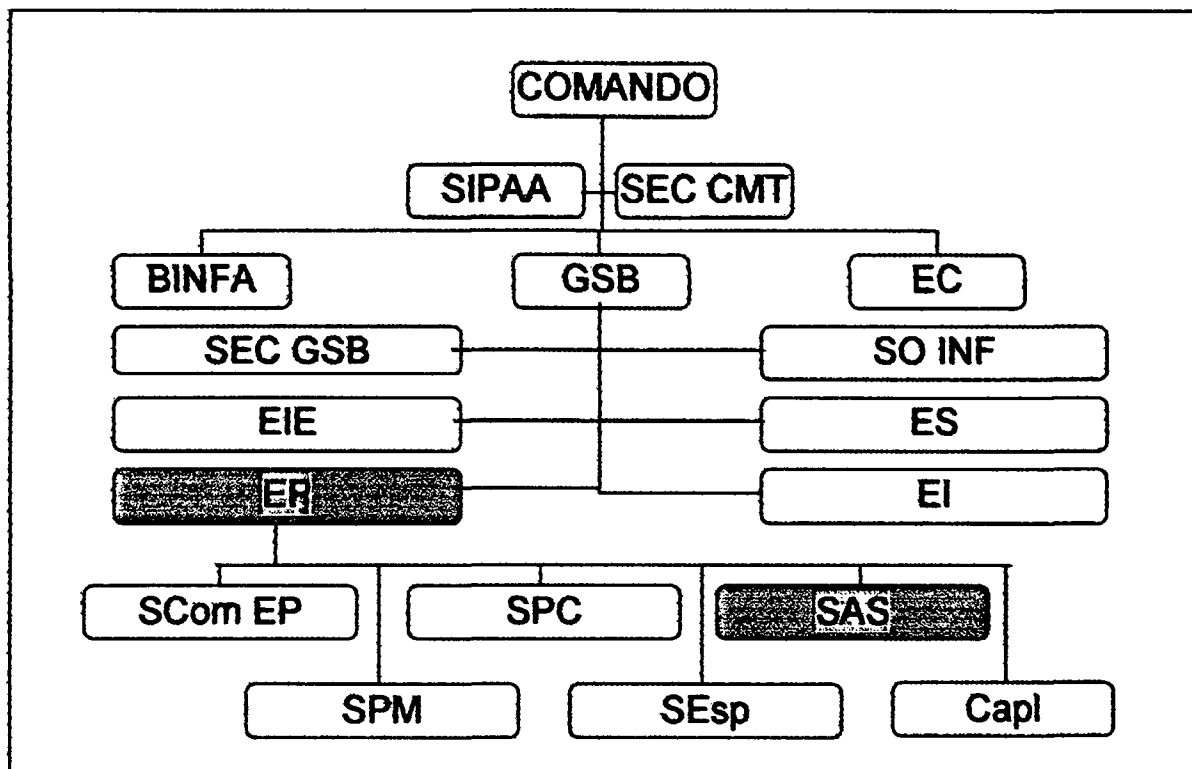 COMANDO
SIPAA SEC CMT
BINFA GSB EC
SEC GSB SO INF
EIE ES
EP EI
SCom EP SPC SAS
SPM SEsp Capl